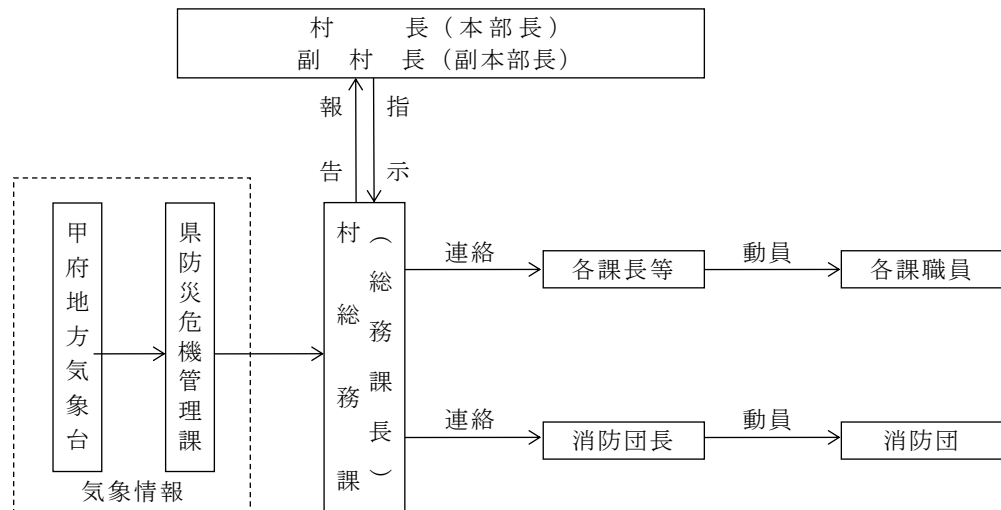 村　　長（本部長）
副　村　長（副本部長）
報告
指示
甲府地方気象台
県防災危機管理課
気象情報
村総務課
（総務課長）
連絡
各課長等
動員
各課職員
連絡
消防団長
動員
消防団